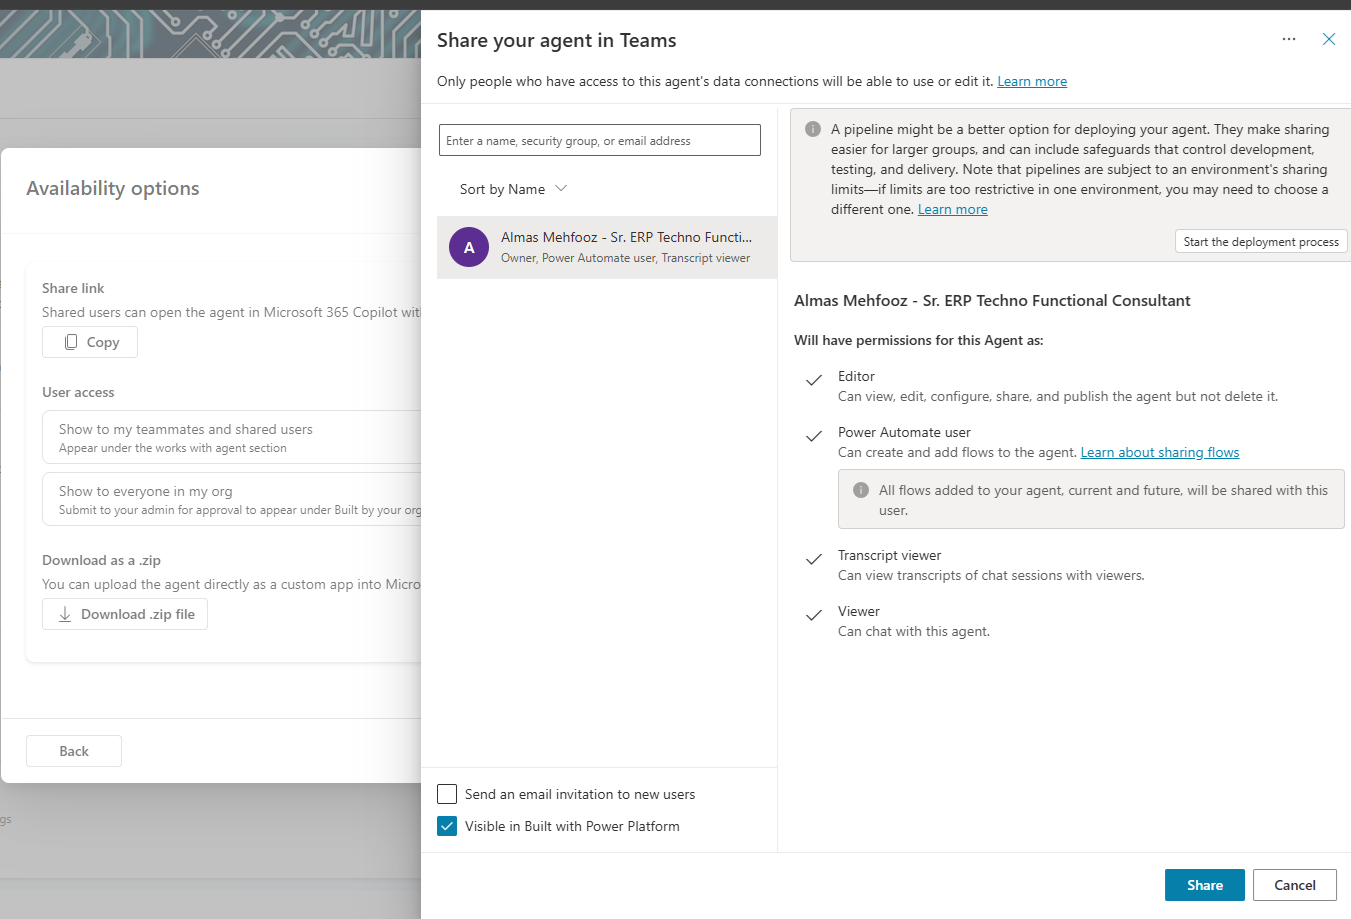 Share your agent in Teams
Only people who have access to this agent's data connections will be able to use or edit it. Learn more
Enter a name, security group, or email address
Sort by Name
A
Almas Mehfooz - Sr. ERP Techno Functi...
Owner, Power Automate user, Transcript viewer
Send an email invitation to new users
Visible in Built with Power Platform
A pipeline might be a better option for deploying your agent. They make sharing
easier for larger groups, and can include safeguards that control development,
testing, and delivery. Note that pipelines are subject to an environment's sharing
limits—if limits are too restrictive in one environment, you may need to choose a
different one. Learn more
Start the deployment process
Almas Mehfooz - Sr. ERP Techno Functional Consultant
Will have permissions for this Agent as:
Editor
Can view, edit, configure, share, and publish the agent but not delete it.
Power Automate user
Can create and add flows to the agent. Learn about sharing flows
All flows added to your agent, current and future, will be shared with this
user.
Transcript viewer
Can view transcripts of chat sessions with viewers.
Viewer
Can chat with this agent.
Share
Cancel
Availability options
Share link
Shared users can open the agent in Microsoft 365 Copilot wit
Copy
User access
Show to my teammates and shared users
Appear under the works with agent section
Show to everyone in my org
Submit to your admin for approval to appear under Built by your org
Download as a .zip
You can upload the agent directly as a custom app into Micro
Download .zip file
Back
gs